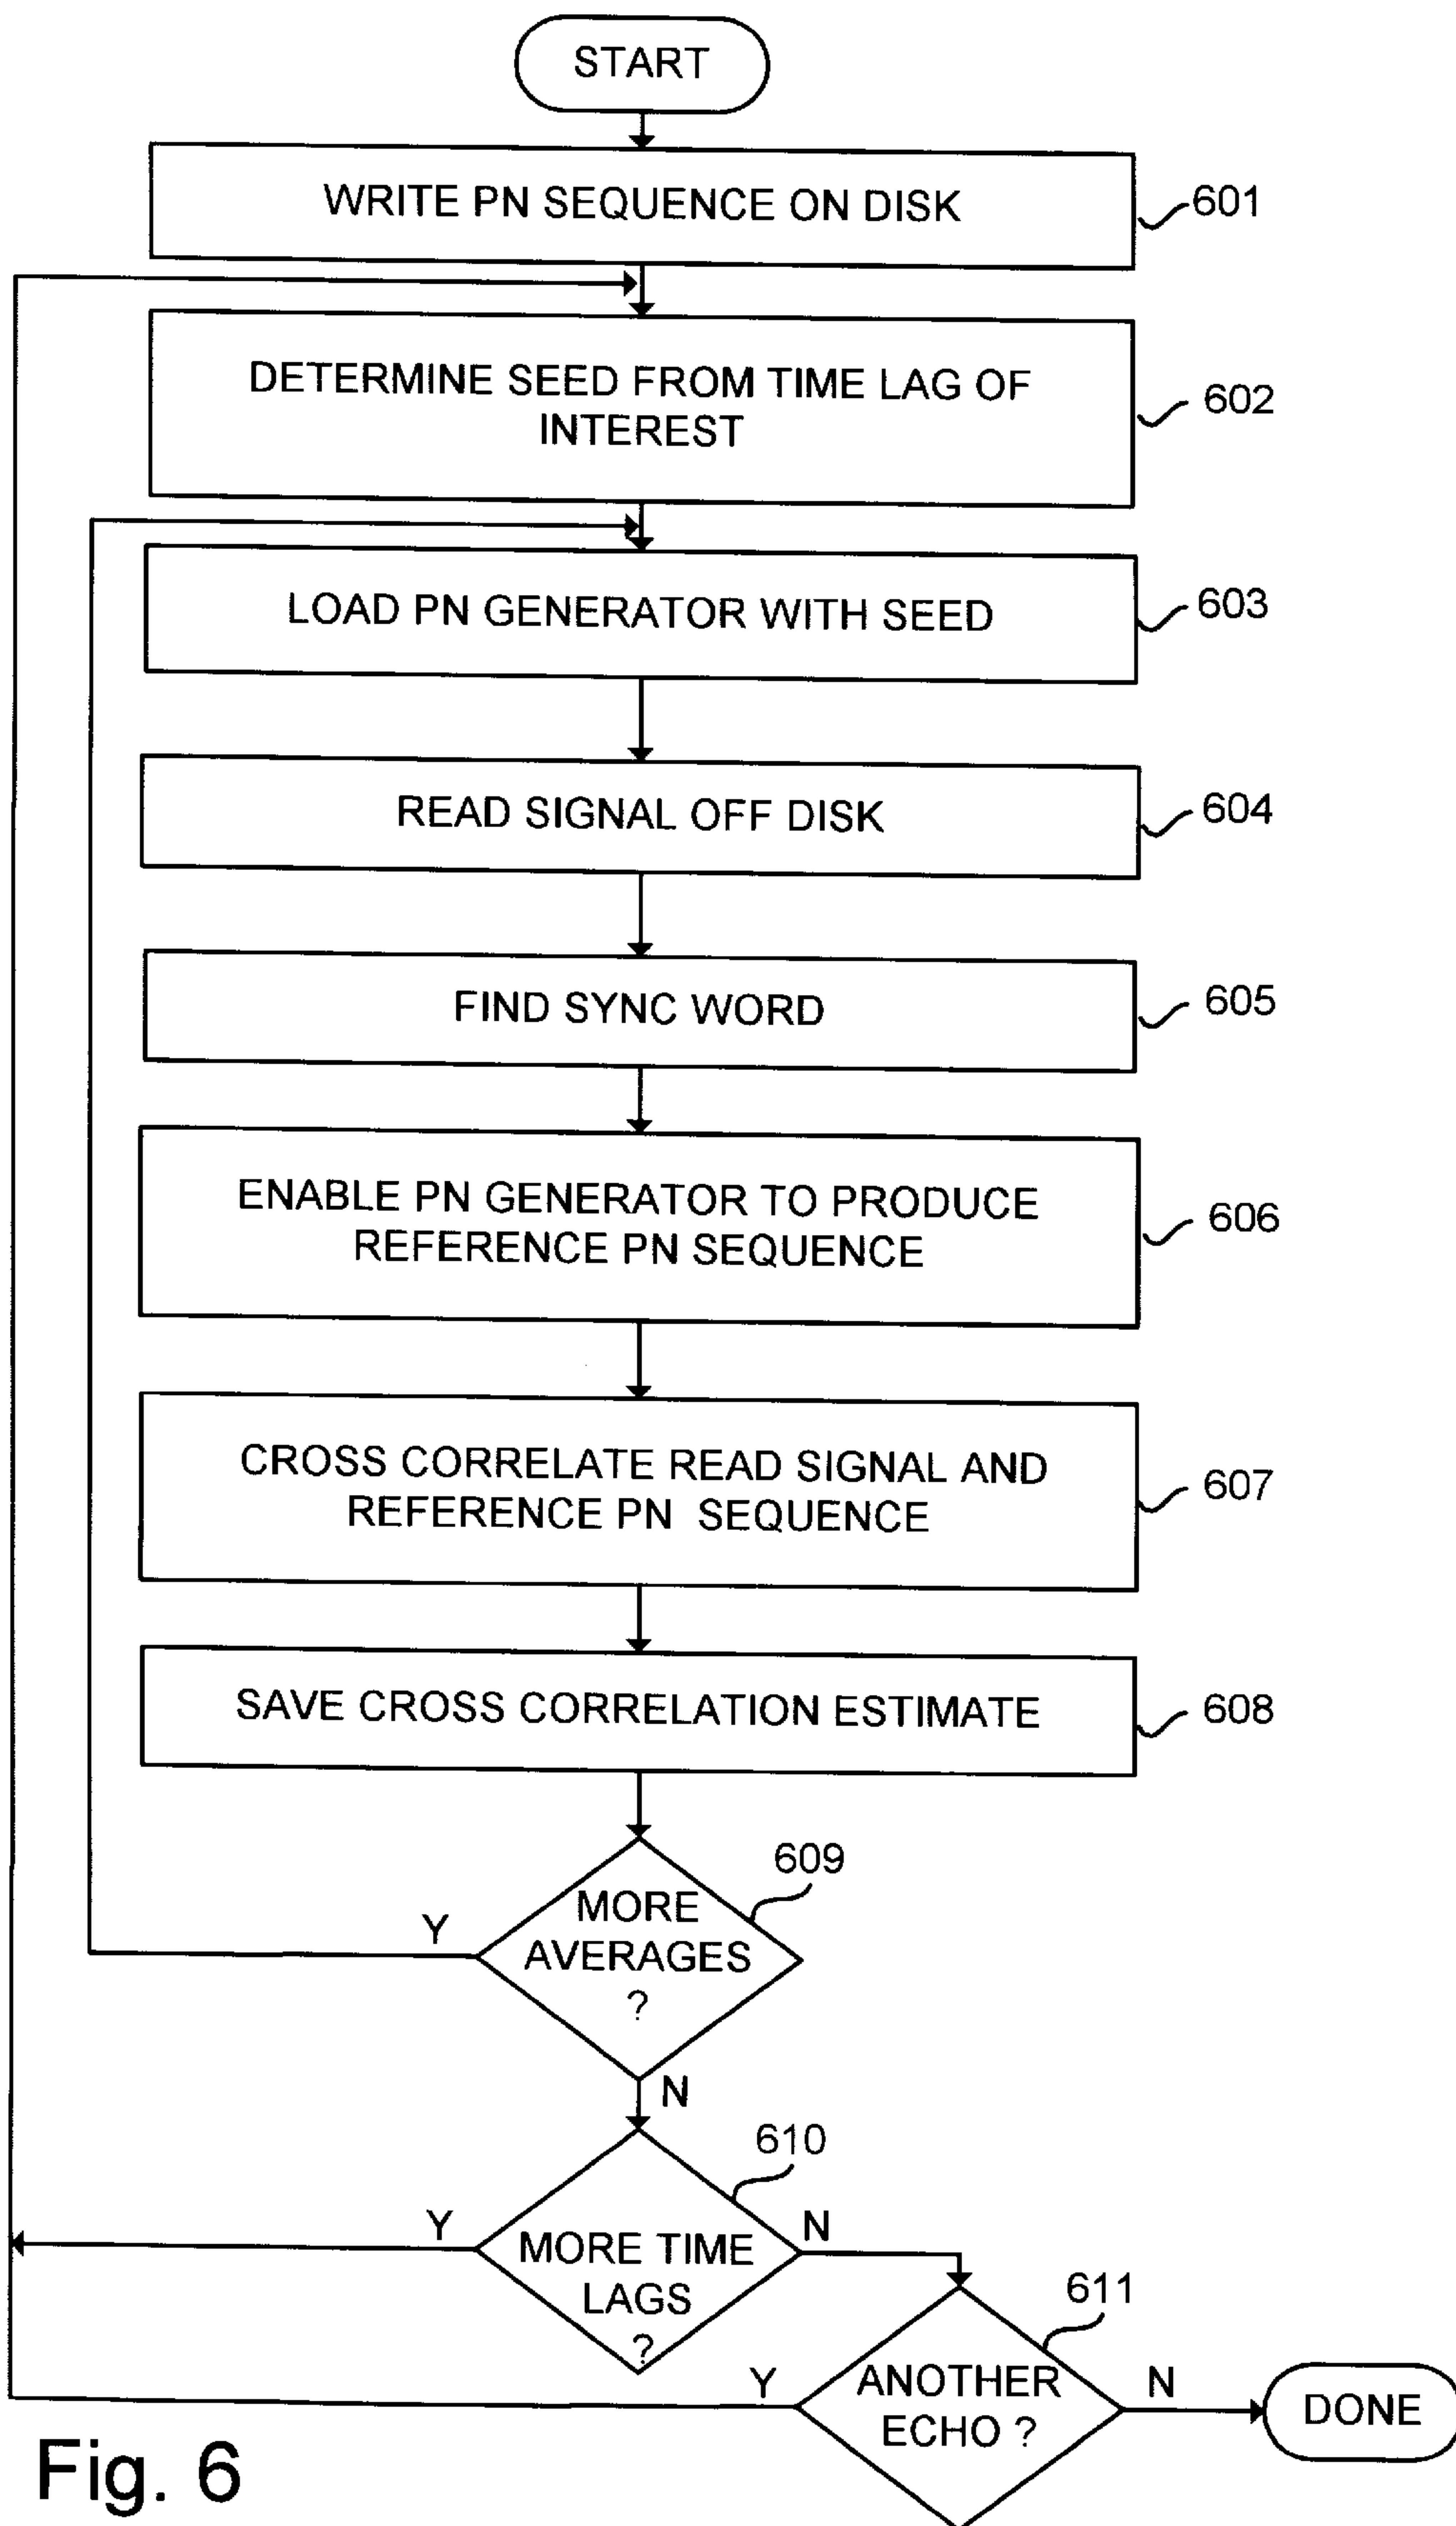 START
WRITE PN SEQUENCE ON DISK
601
DETERMINE SEED FROM TIME LAG OF
INTEREST
602
LOAD PN GENERATOR WITH SEED
603
READ SIGNAL OFF DISK
604
FIND SYNC WORD
605
ENABLE PN GENERATOR TO PRODUCE
REFERENCE PN SEQUENCE
606
CROSS CORRELATE READ SIGNAL AND
REFERENCE PN SEQUENCE
607
SAVE CROSS CORRELATION ESTIMATE
608
609
MORE
AVERAGES
?
Y
N
610
MORE TIME
LAGS
?
Y
N
611
ANOTHER
ECHO ?
Y
N
DONE
Fig. 6